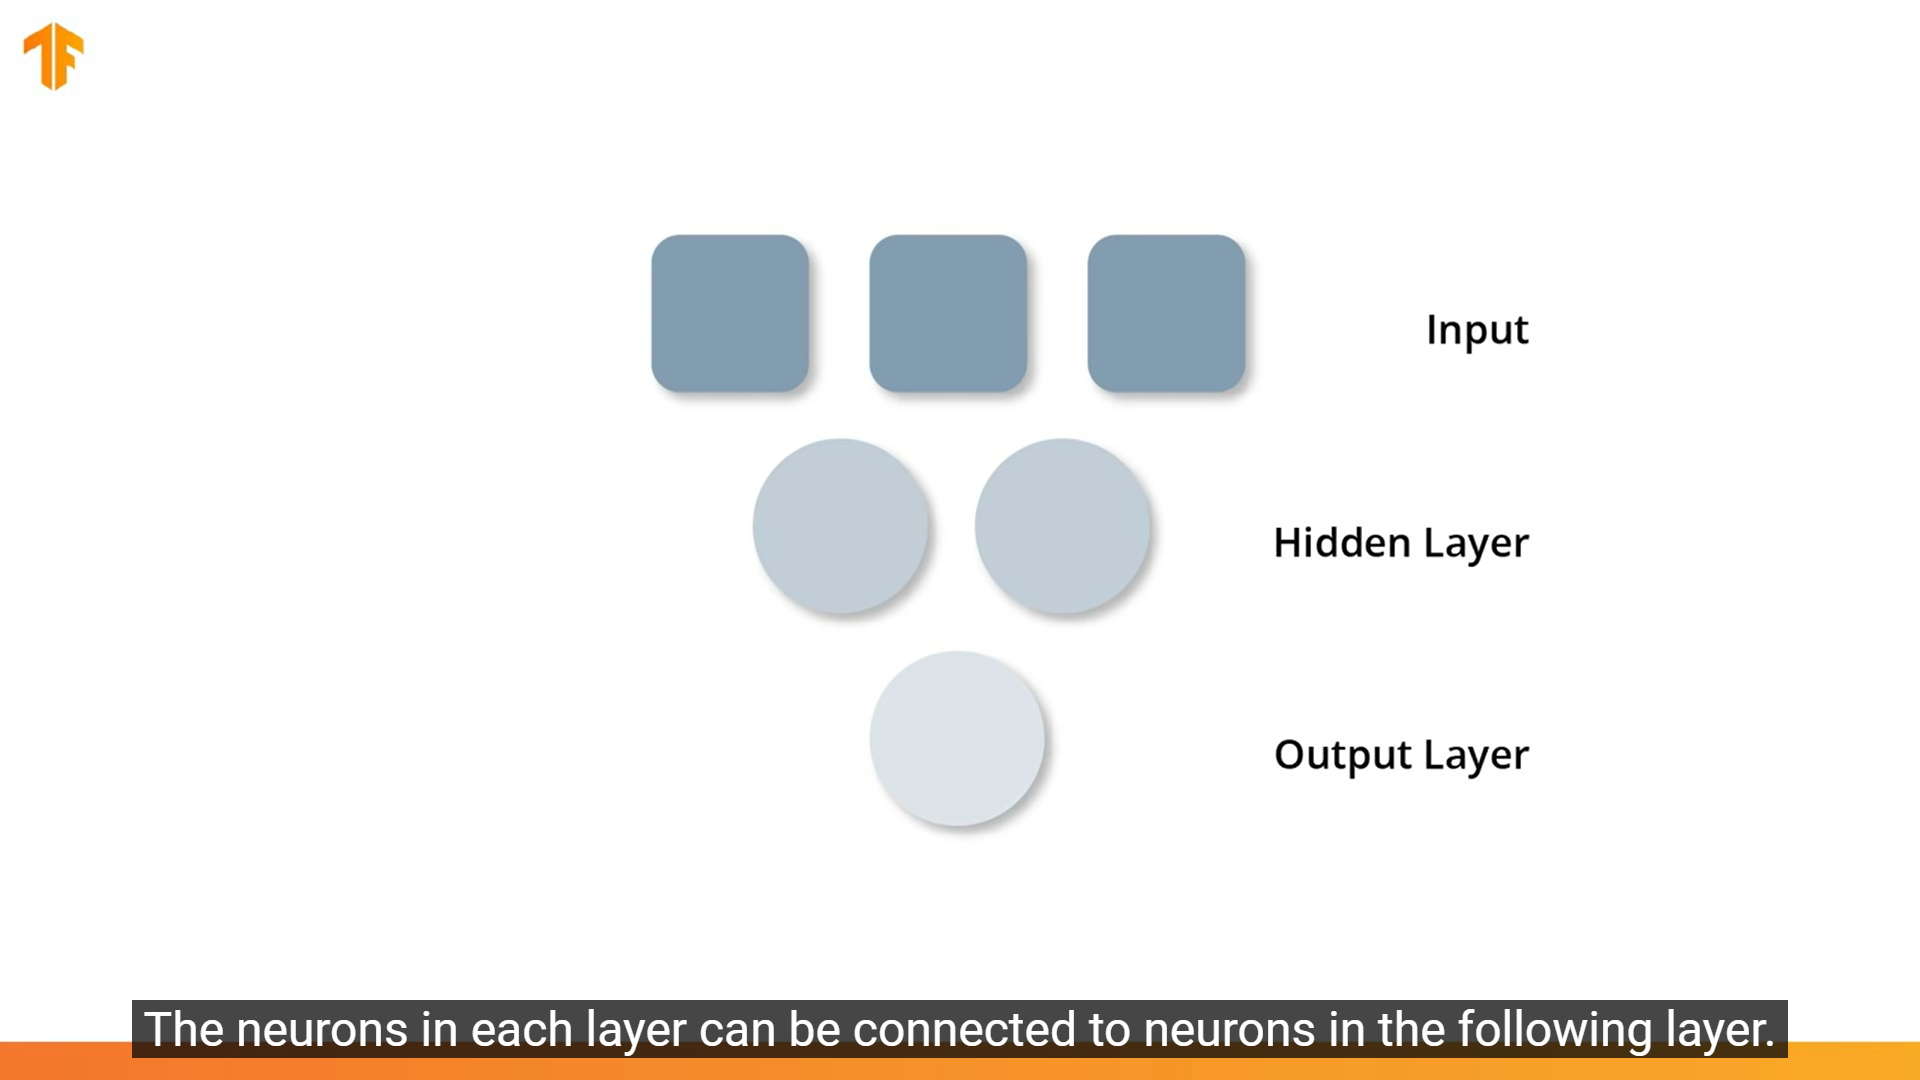 Input
Hidden Layer
Output Layer
The neurons in each layer can be connected to neurons in the following layer.